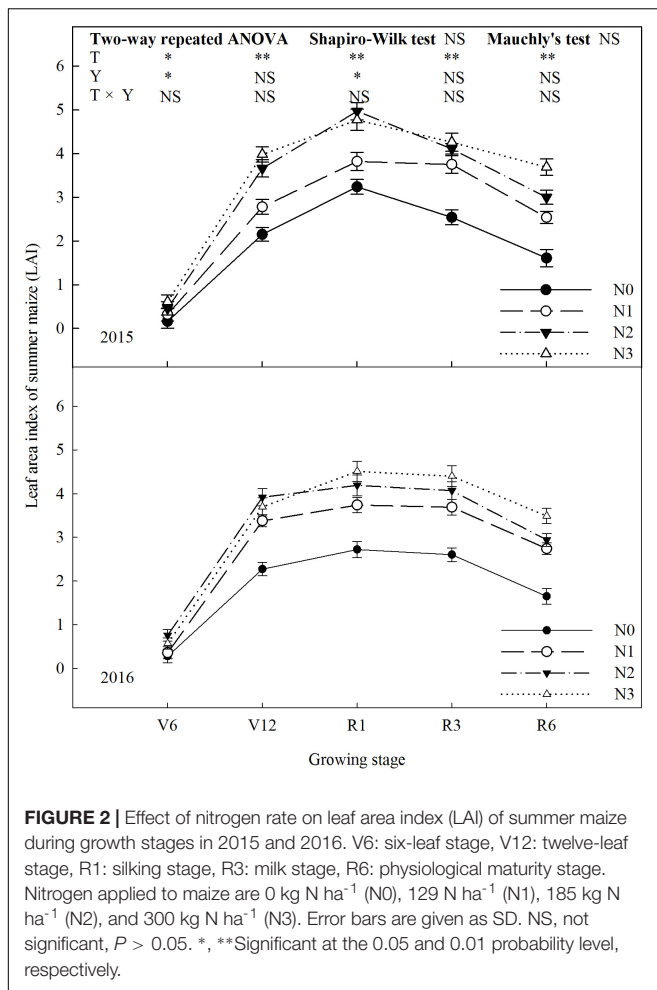 Two-way repeated ANOVA Shapiro-Wilk test NS Mauchly's test NS
T * ** ** ** **
Y * NS * NS NS
T × Y NS NS NS NS NS
6
5
4
3
2
1
0
2015
N0
N1
N2
N3
Leaf area index of summer maize (LAI)
6
5
4
3
2
1
0
2016
N0
N1
N2
N3
V6 V12 R1 R3 R6
Growing stage
FIGURE 2 | Effect of nitrogen rate on leaf area index (LAI) of summer maize
during growth stages in 2015 and 2016. V6: six-leaf stage, V12: twelve-leaf
stage, R1: silking stage, R3: milk stage, R6: physiological maturity stage.
Nitrogen applied to maize are 0 kg N ha⁻¹ (N0), 129 N ha⁻¹ (N1), 185 kg N
ha⁻¹ (N2), and 300 kg N ha⁻¹ (N3). Error bars are given as SD. NS, not
significant, P > 0.05. *, **Significant at the 0.05 and 0.01 probability level,
respectively.